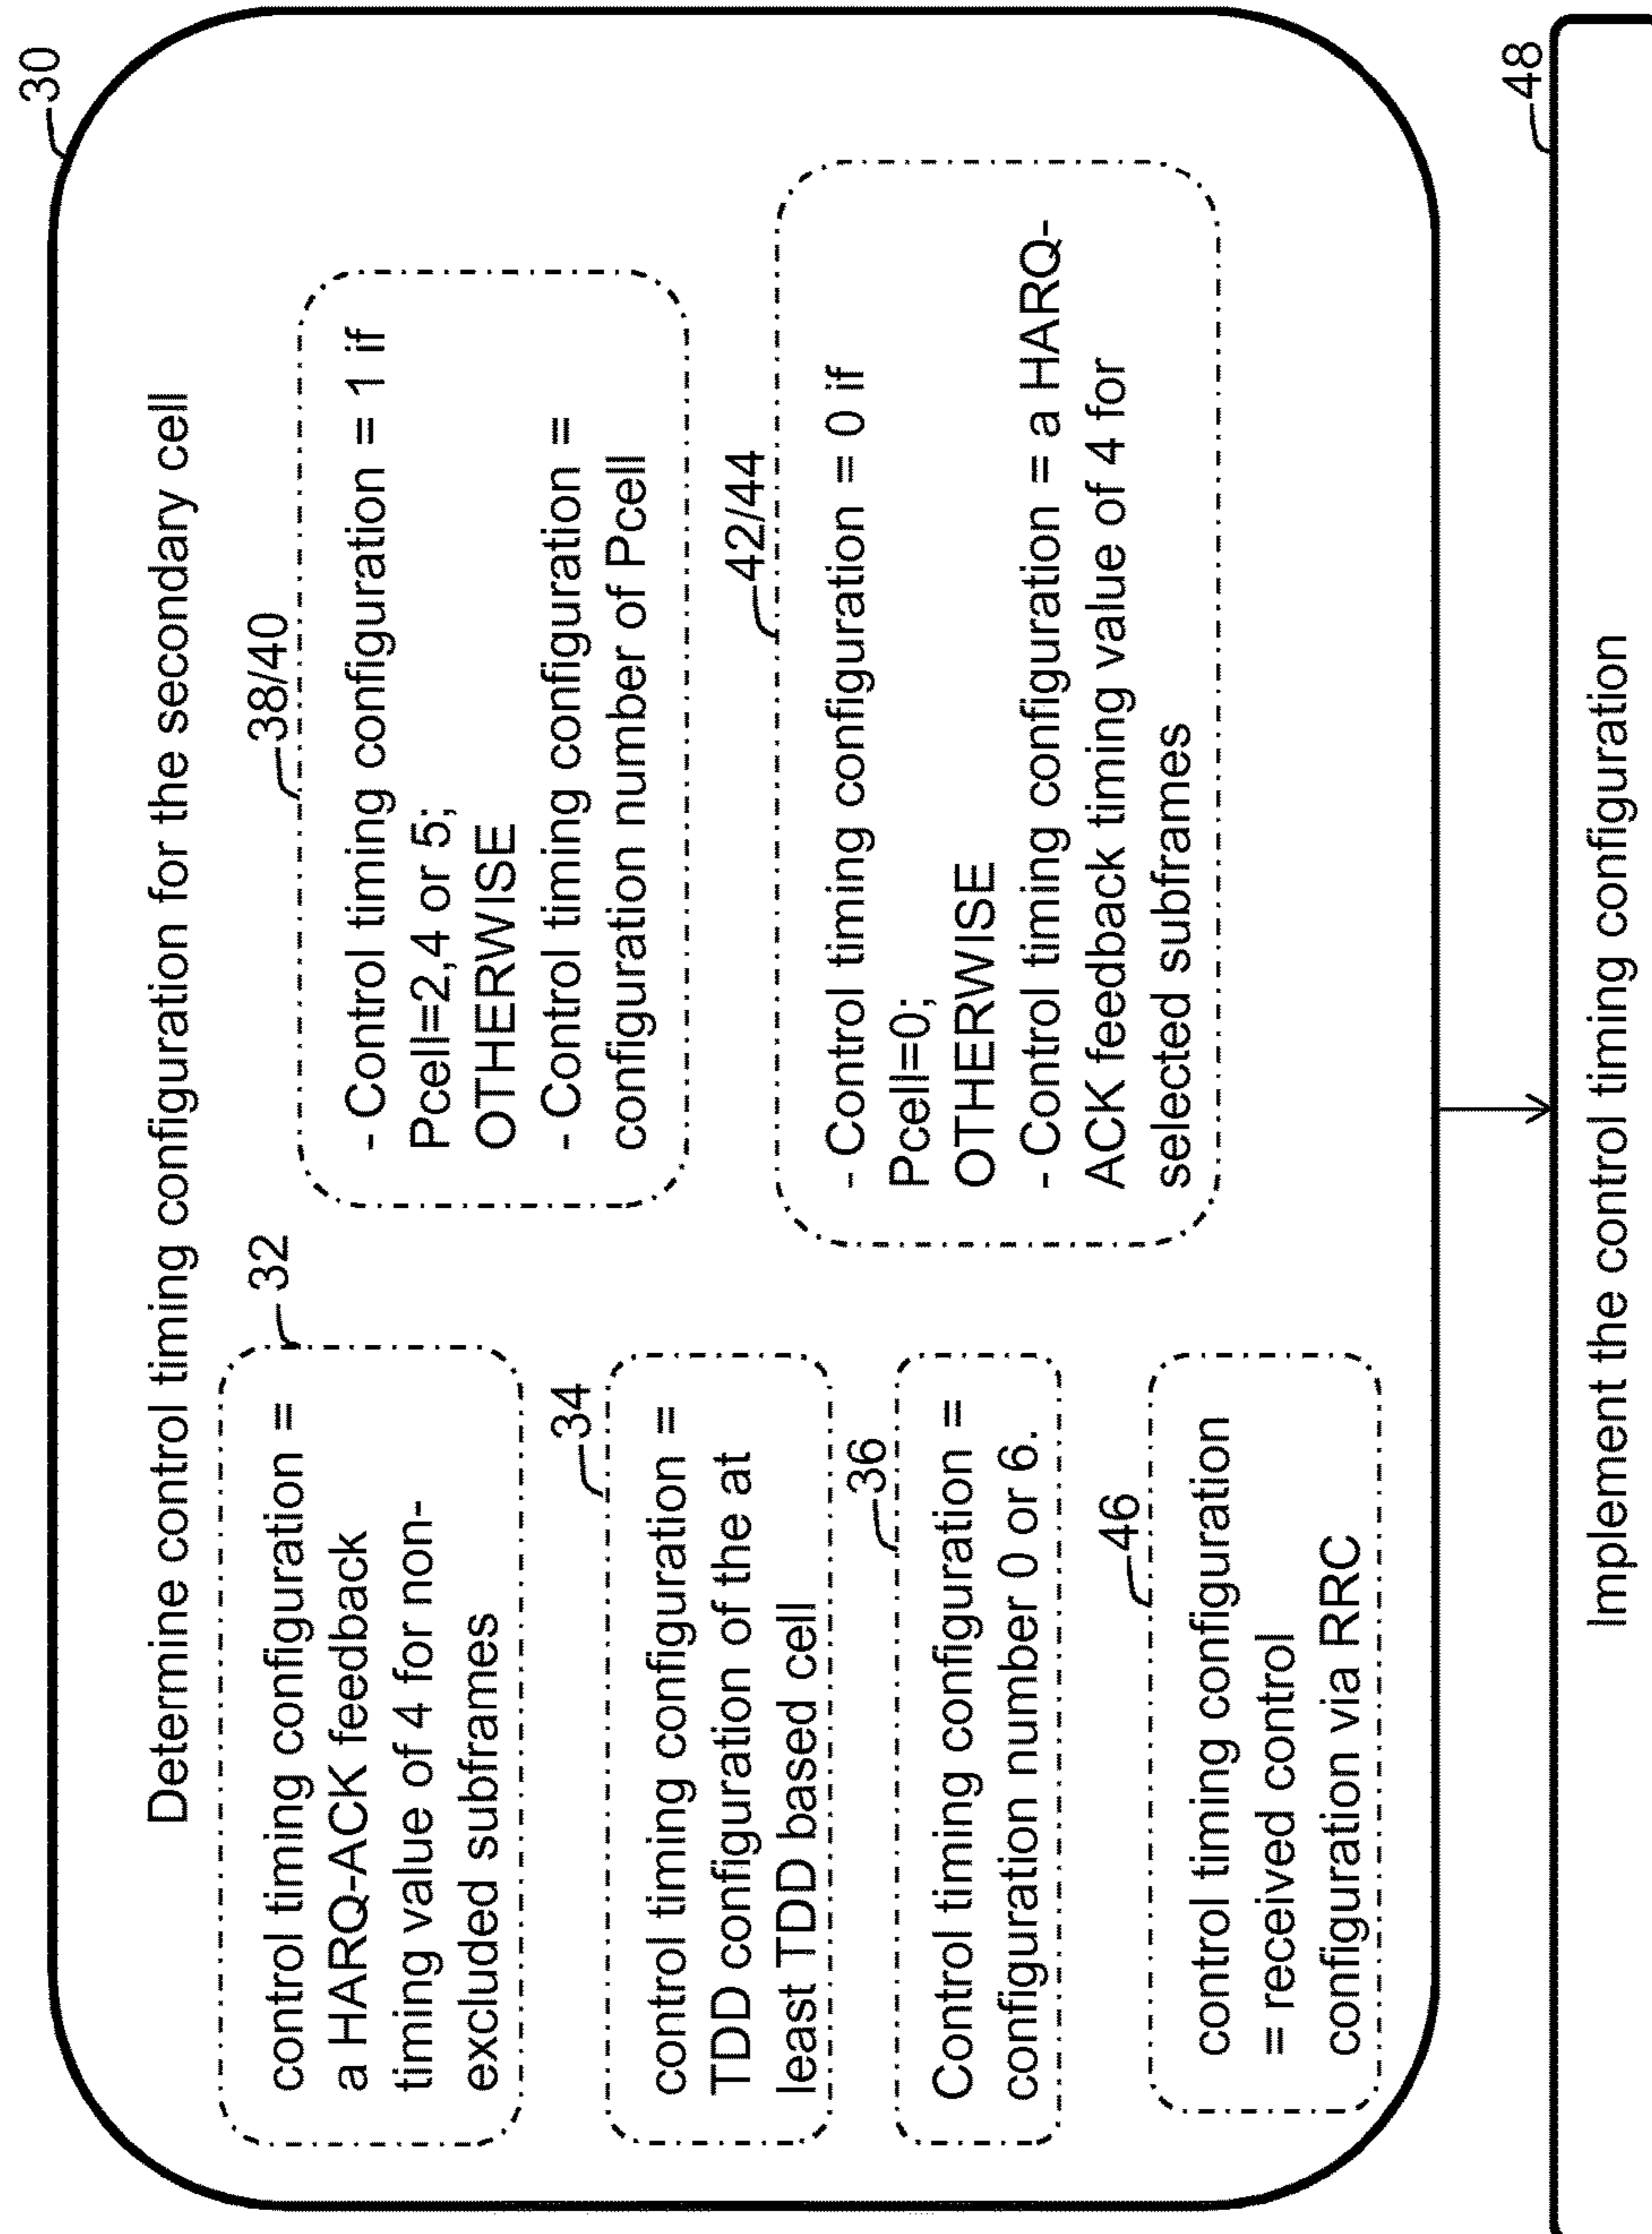 30
Determine control timing configuration for the secondary cell
32
control timing configuration =
a HARQ-ACK feedback
timing value of 4 for non-
excluded subframes
34
control timing configuration =
TDD configuration of the at
least TDD based cell
36
Control timing configuration =
configuration number 0 or 6.
46
control timing configuration
= received control
configuration via RRC
38/40
- Control timing configuration = 1 if
Pcell=2,4 or 5;
OTHERWISE
- Control timing configuration =
configuration number of Pcell
42/44
- Control timing configuration = 0 if
Pcell=0;
OTHERWISE
- Control timing configuration = a HARQ-
ACK feedback timing value of 4 for
selected subframes
48
Implement the control timing configuration